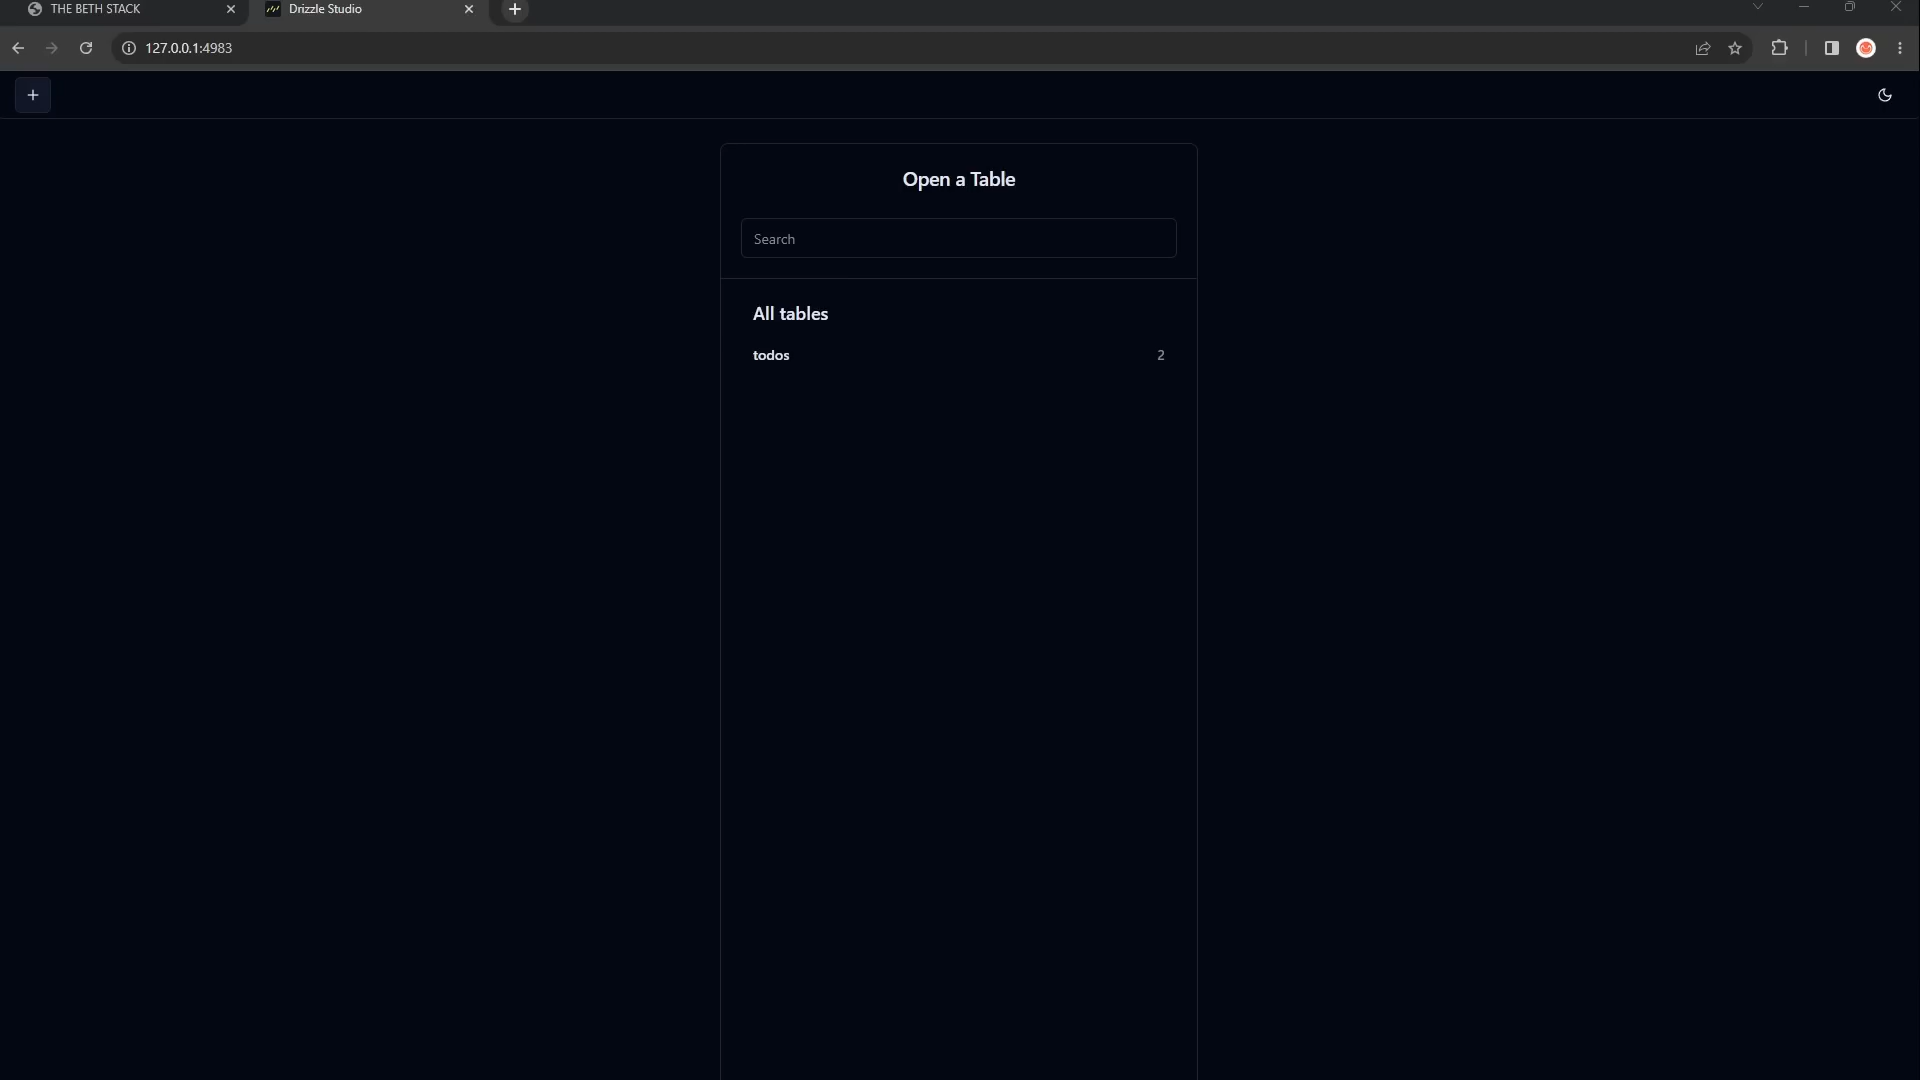 THE BETH STACK
Drizzle Studio
127.0.0.1:4983
Open a Table
Search
All tables
todos 2